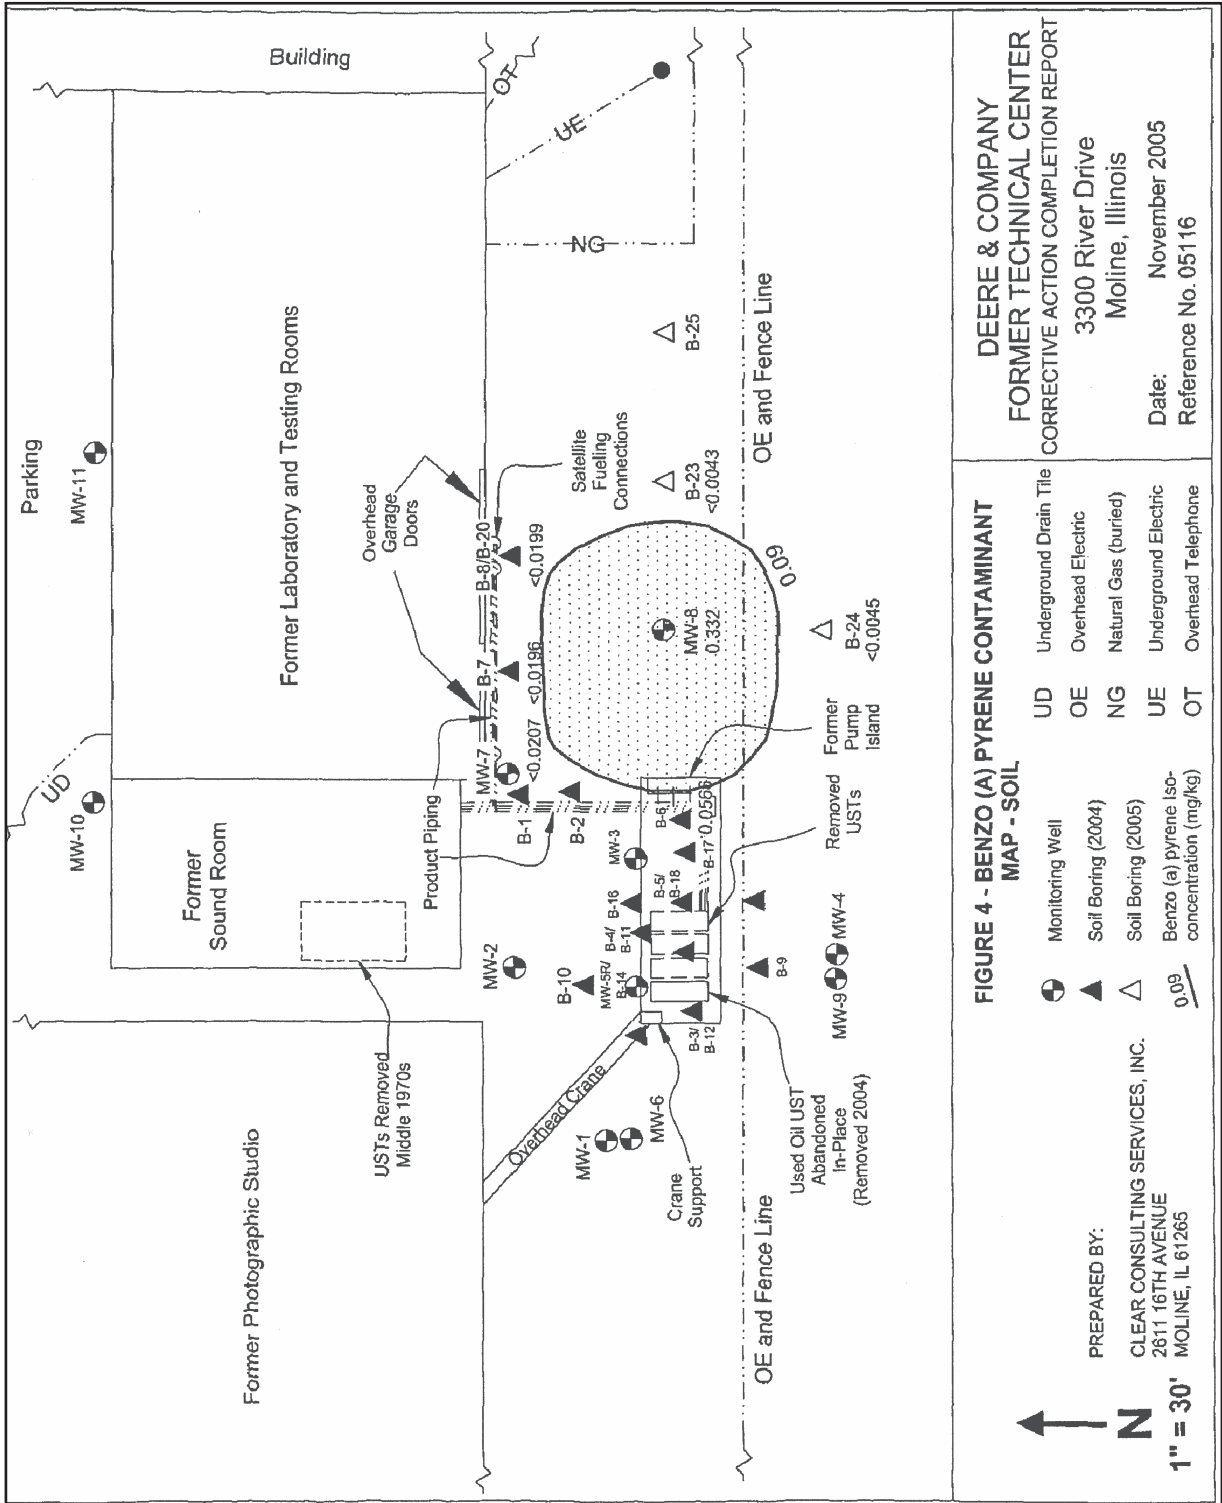 Parking
MW-11
Building
Former Laboratory and Testing Rooms
Overhead
Garage
Doors
UD
MW-10
Former
Sound Room
USTs Removed
Middle 1970s
Former Photographic Studio
Product Piping
MW-7
<0.0207
B-7
<0.0196
B-8/B-20
<0.0199
Satellite
Fueling
Connections
OT
UE
NG
B-1
B-2
MW-2
B-10
MW-3
B-16
B-4/
B-11
MW-5R/
B-14
B-5/
B-18
B-6
B-17
0.0566
B-3/
B-12
Overhead Crane
MW-1
MW-6
Crane
Support
MW-8
0.332
0.09
B-23
<0.0043
B-25
B-24
<0.0045
OE and Fence Line
OE and Fence Line
Former
Pump
Island
Removed
USTs
B-9
MW-9
MW-4
Used Oil UST
Abandoned
In-Place
(Removed 2004)
N
1" = 30'
PREPARED BY:
CLEAR CONSULTING SERVICES, INC.
2611 16TH AVENUE
MOLINE, IL 61265
FIGURE 4 - BENZO (A) PYRENE CONTAMINANT
MAP - SOIL
Monitoring Well
Soil Boring (2004)
Soil Boring (2005)
0.09 Benzo (a) pyrene Iso-
concentration (mg/kg)
UD Underground Drain Tile
OE Overhead Electric
NG Natural Gas (buried)
UE Underground Electric
OT Overhead Telephone
DEERE & COMPANY
FORMER TECHNICAL CENTER
CORRECTIVE ACTION COMPLETION REPORT
3300 River Drive
Moline, Illinois
Date: November 2005
Reference No. 05116